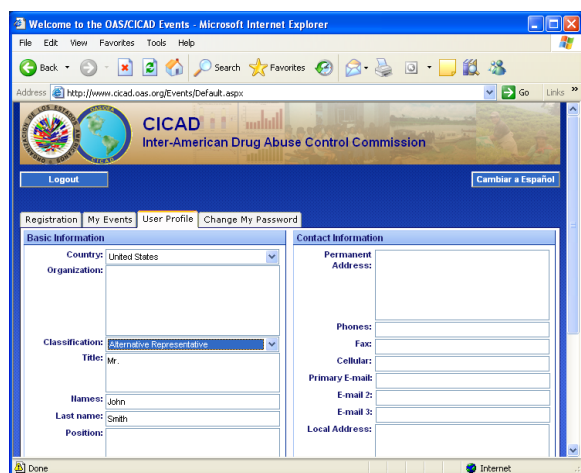 Welcome to the OAS/CICAD Events - Microsoft Internet Explorer
File Edit View Favorites Tools Help
Back Search Favorites
Address http://www.cicad.oas.org/Events/Default.aspx Go Links »
CICAD
Inter-American Drug Abuse Control Commission
Logout Cambiar a Español
Registration My Events User Profile Change My Password
Basic Information
Country: United States
Organization:
Classification: Alternative Representative
Title: Mr.
Names: John
Last name: Smith
Position:
Contact Information
Permanent
Address:
Phones:
Fax:
Cellular:
Primary E-mail:
E-mail 2:
E-mail 3:
Local Address:
Done Internet